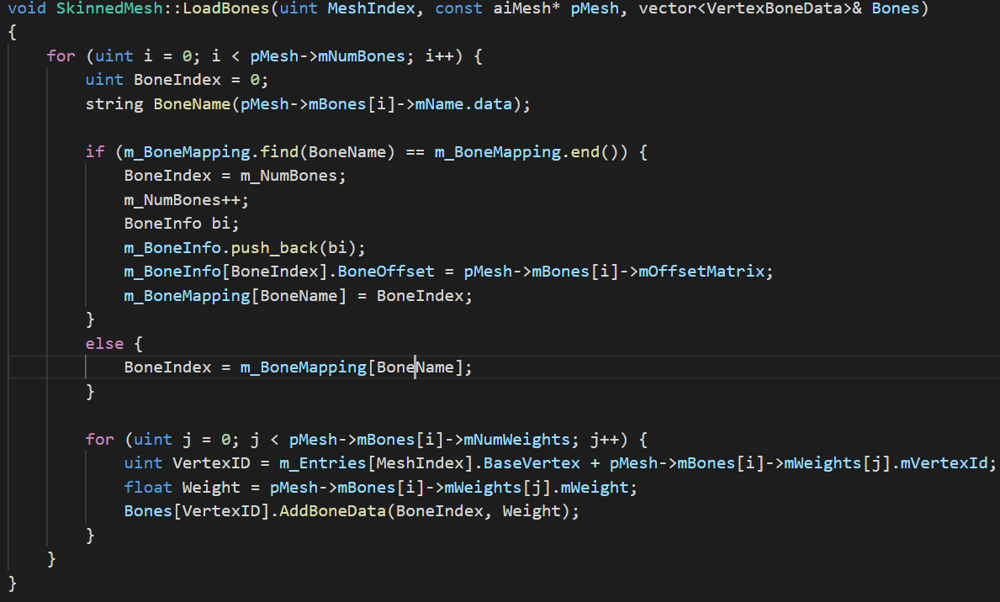 void SkinnedMesh::LoadBones(uint MeshIndex, const aiMesh* pMesh, vector<VertexBoneData>& Bones)
{
    for (uint i = 0; i < pMesh->mNumBones; i++) {
        uint BoneIndex = 0;
        string BoneName(pMesh->mBones[i]->mName.data);

        if (m_BoneMapping.find(BoneName) == m_BoneMapping.end()) {
            BoneIndex = m_NumBones;
            m_NumBones++;
            BoneInfo bi;
            m_BoneInfo.push_back(bi);
            m_BoneInfo[BoneIndex].BoneOffset = pMesh->mBones[i]->mOffsetMatrix;
            m_BoneMapping[BoneName] = BoneIndex;
        }
        else {
            BoneIndex = m_BoneMapping[BoneName];
        }

        for (uint j = 0; j < pMesh->mBones[i]->mNumWeights; j++) {
            uint VertexID = m_Entries[MeshIndex].BaseVertex + pMesh->mBones[i]->mWeights[j].mVertexId;
            float Weight = pMesh->mBones[i]->mWeights[j].mWeight;
            Bones[VertexID].AddBoneData(BoneIndex, Weight);
        }
    }
}